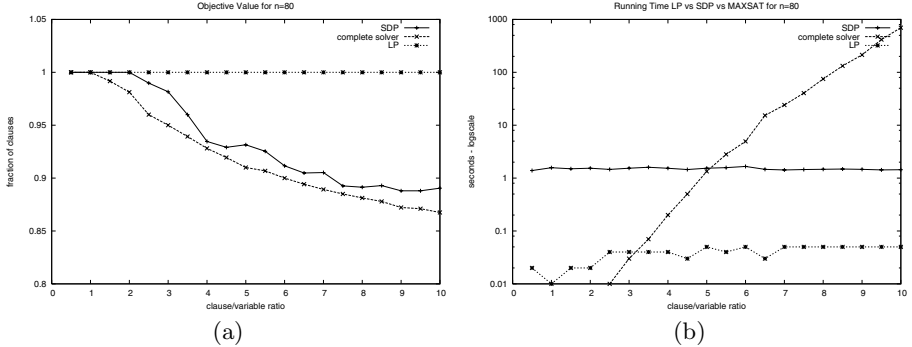 Objective Value for n=80
SDP
complete solver
LP
1.05
1
0.95
0.9
0.85
0.8
fraction of clauses
0 1 2 3 4 5 6 7 8 9 10
clause/variable ratio
(a)
Running Time LP vs SDP vs MAXSAT for n=80
SDP
complete solver
LP
1000
100
10
1
0.1
0.01
seconds - logscale
0 1 2 3 4 5 6 7 8 9 10
clause/variable ratio
(b)